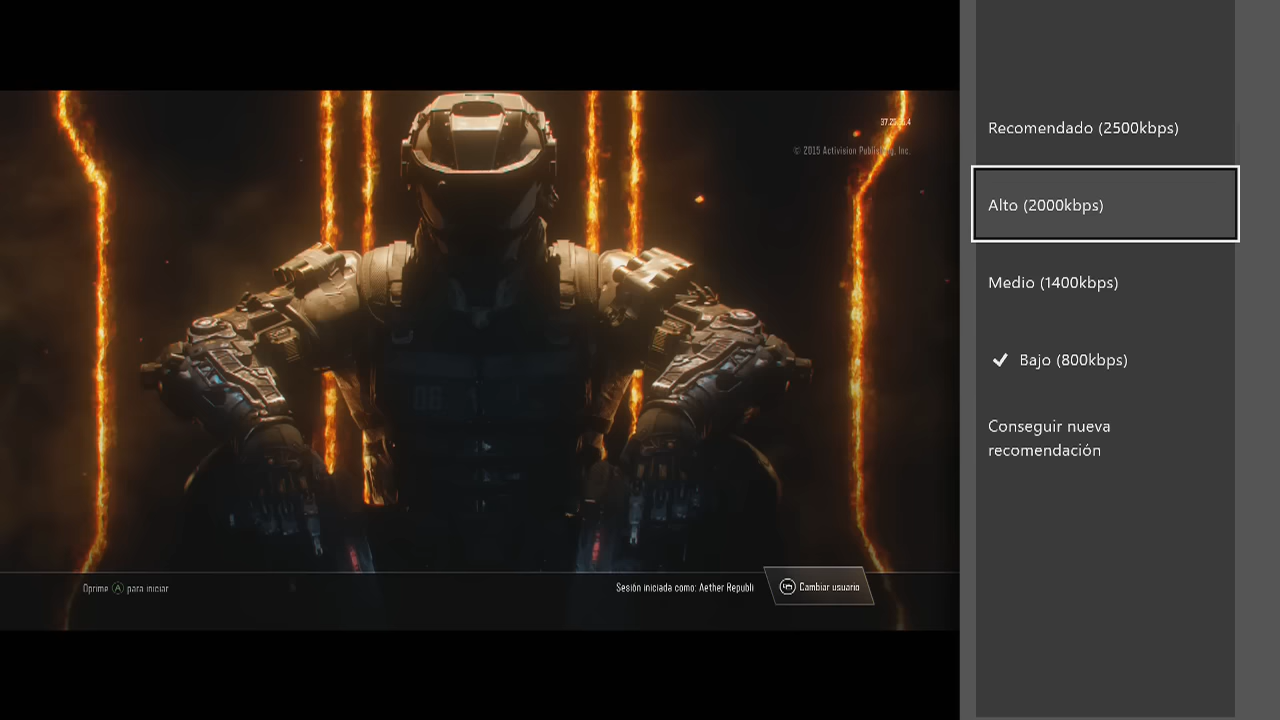 © 2015 Activision Publishing, Inc.
Oprime A para iniciar
Sesión iniciada como: Aether Republi
Cambiar usuario
Recomendado (2500kbps)
Alto (2000kbps)
Medio (1400kbps)
Bajo (800kbps)
Conseguir nueva
recomendación
08